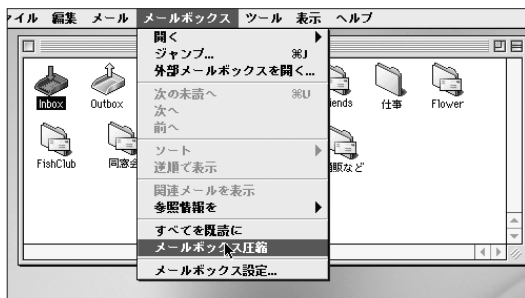 ァイル 編集 メール メールボックス ツール 表示 ヘルプ
開く
ジャンプ... ⌘J
外部メールボックスを開く...
次の未読へ ⌘U
次へ
前へ
ソート
逆順で表示
関連メールを表示
参照情報を
すべてを既読に
メールボックス圧縮
メールボックス設定...
Inbox
Outbox
iends
仕事
Flower
FishClub
同窓会
販など